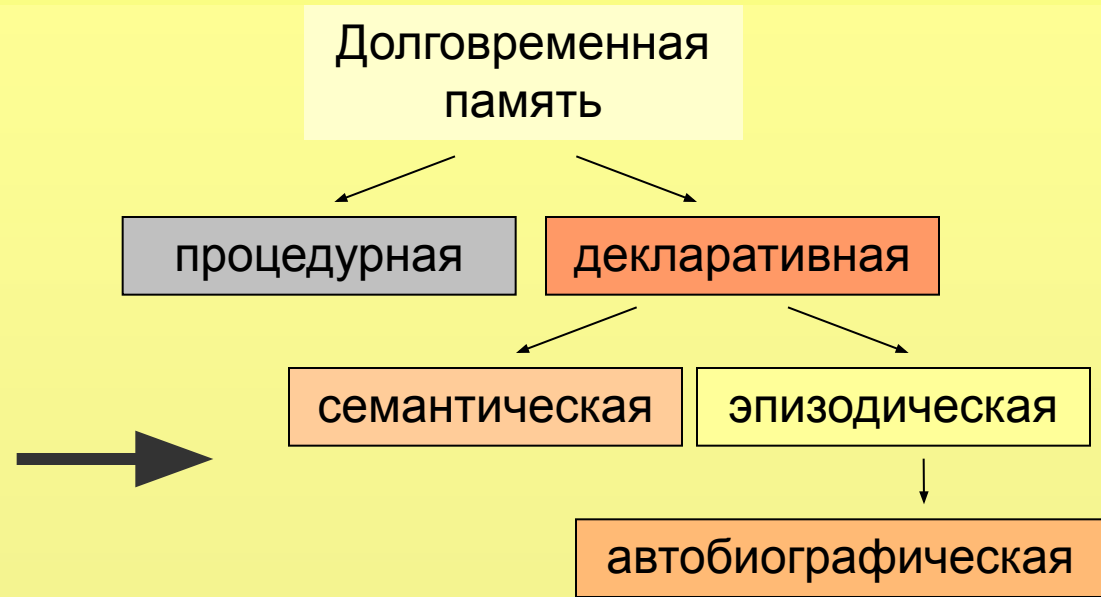 Долговременная
память
процедурная
декларативная
семантическая
эпизодическая
автобиографическая